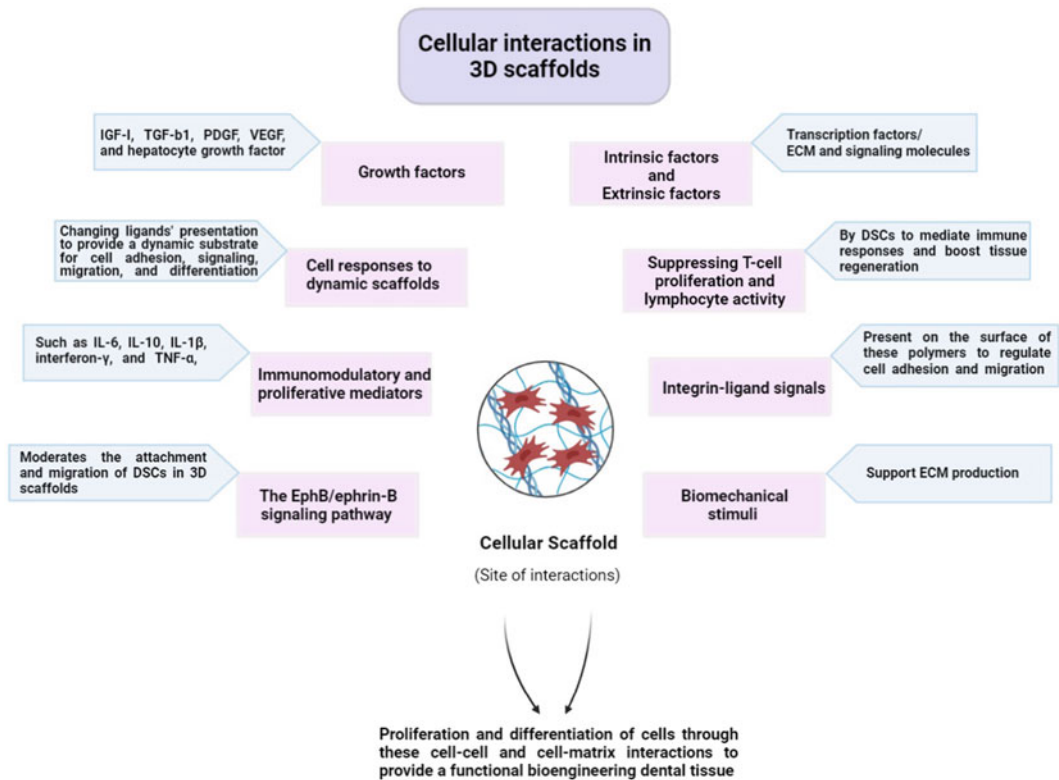 Cellular interactions in
3D scaffolds
IGF-I, TGF-b1, PDGF, VEGF,
and hepatocyte growth factor
Growth factors
Intrinsic factors
and
Extrinsic factors
Transcription factors/
ECM and signaling molecules
Changing ligands' presentation
to provide a dynamic substrate
for cell adhesion, signaling,
migration, and differentiation
Cell responses to
dynamic scaffolds
Suppressing T-cell
proliferation and
lymphocyte activity
By DSCs to mediate immune
responses and boost tissue
regeneration
Such as IL-6, IL-10, IL-1β,
interferon-γ, and TNF-α,
Immunomodulatory and
proliferative mediators
Integrin-ligand signals
Present on the surface of
these polymers to regulate
cell adhesion and migration
Moderates the attachment
and migration of DSCs in 3D
scaffolds
The EphB/ephrin-B
signaling pathway
Biomechanical
stimuli
Support ECM production
Cellular Scaffold
(Site of interactions)
Proliferation and differentiation of cells through
these cell-cell and cell-matrix interactions to
provide a functional bioengineering dental tissue